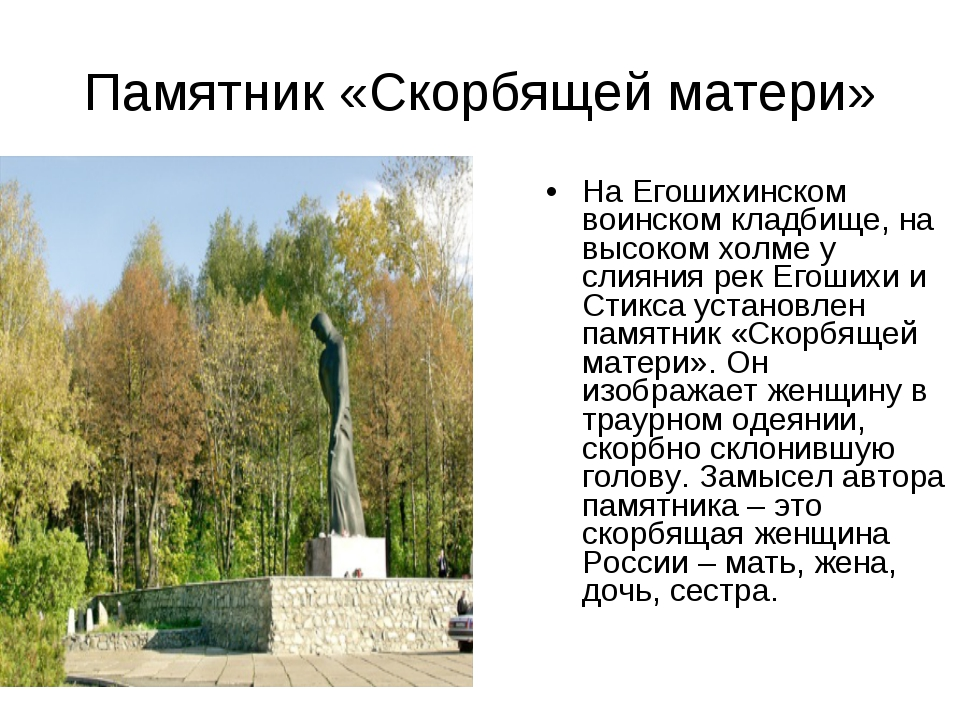 Памятник «Скорбящей матери»
• На Егошихинском
воинском кладбище, на
высоком холме у
слияния рек Егошихи и
Стикса установлен
памятник «Скорбящей
матери». Он
изображает женщину в
траурном одеянии,
скорбно склонившую
голову. Замысел автора
памятника – это
скорбящая женщина
России – мать, жена,
дочь, сестра.